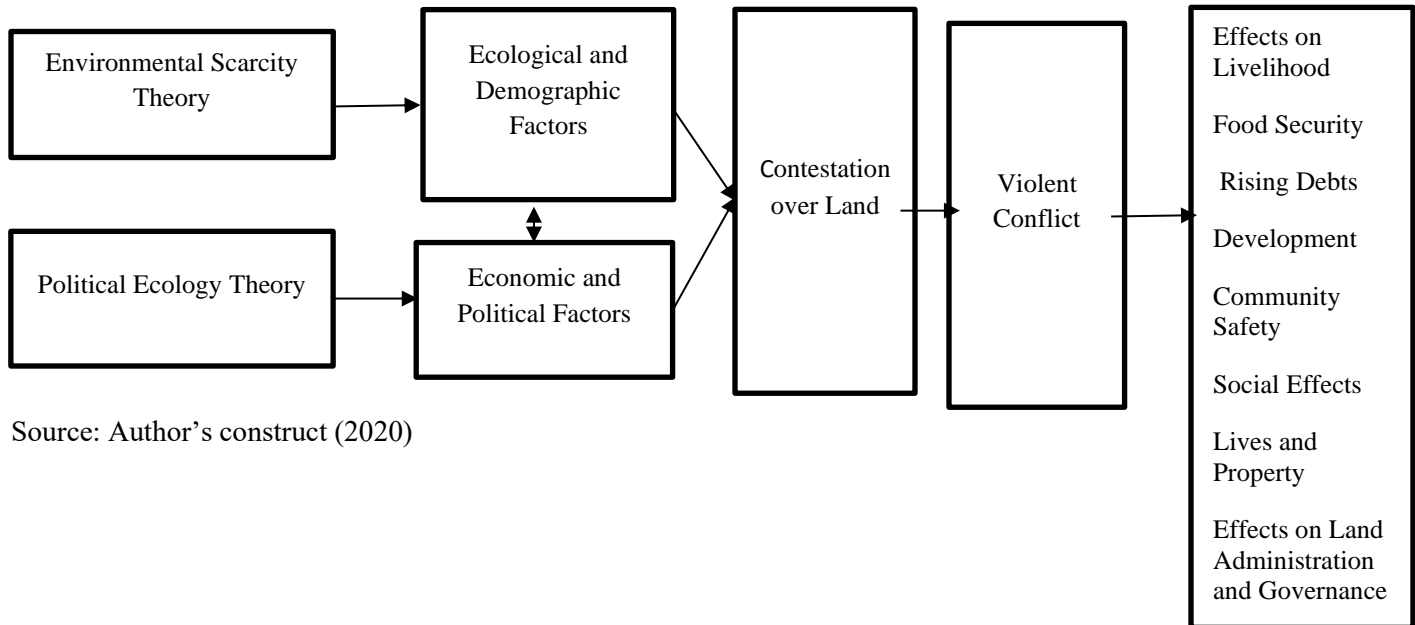 Environmental Scarcity
Theory
Ecological and
Demographic
Factors
Political Ecology Theory
Economic and
Political Factors
Contestation
over Land
Violent
Conflict
Effects on
Livelihood
Food Security
Rising Debts
Development
Community
Safety
Social Effects
Lives and
Property
Effects on Land
Administration
and Governance
Source: Author’s construct (2020)